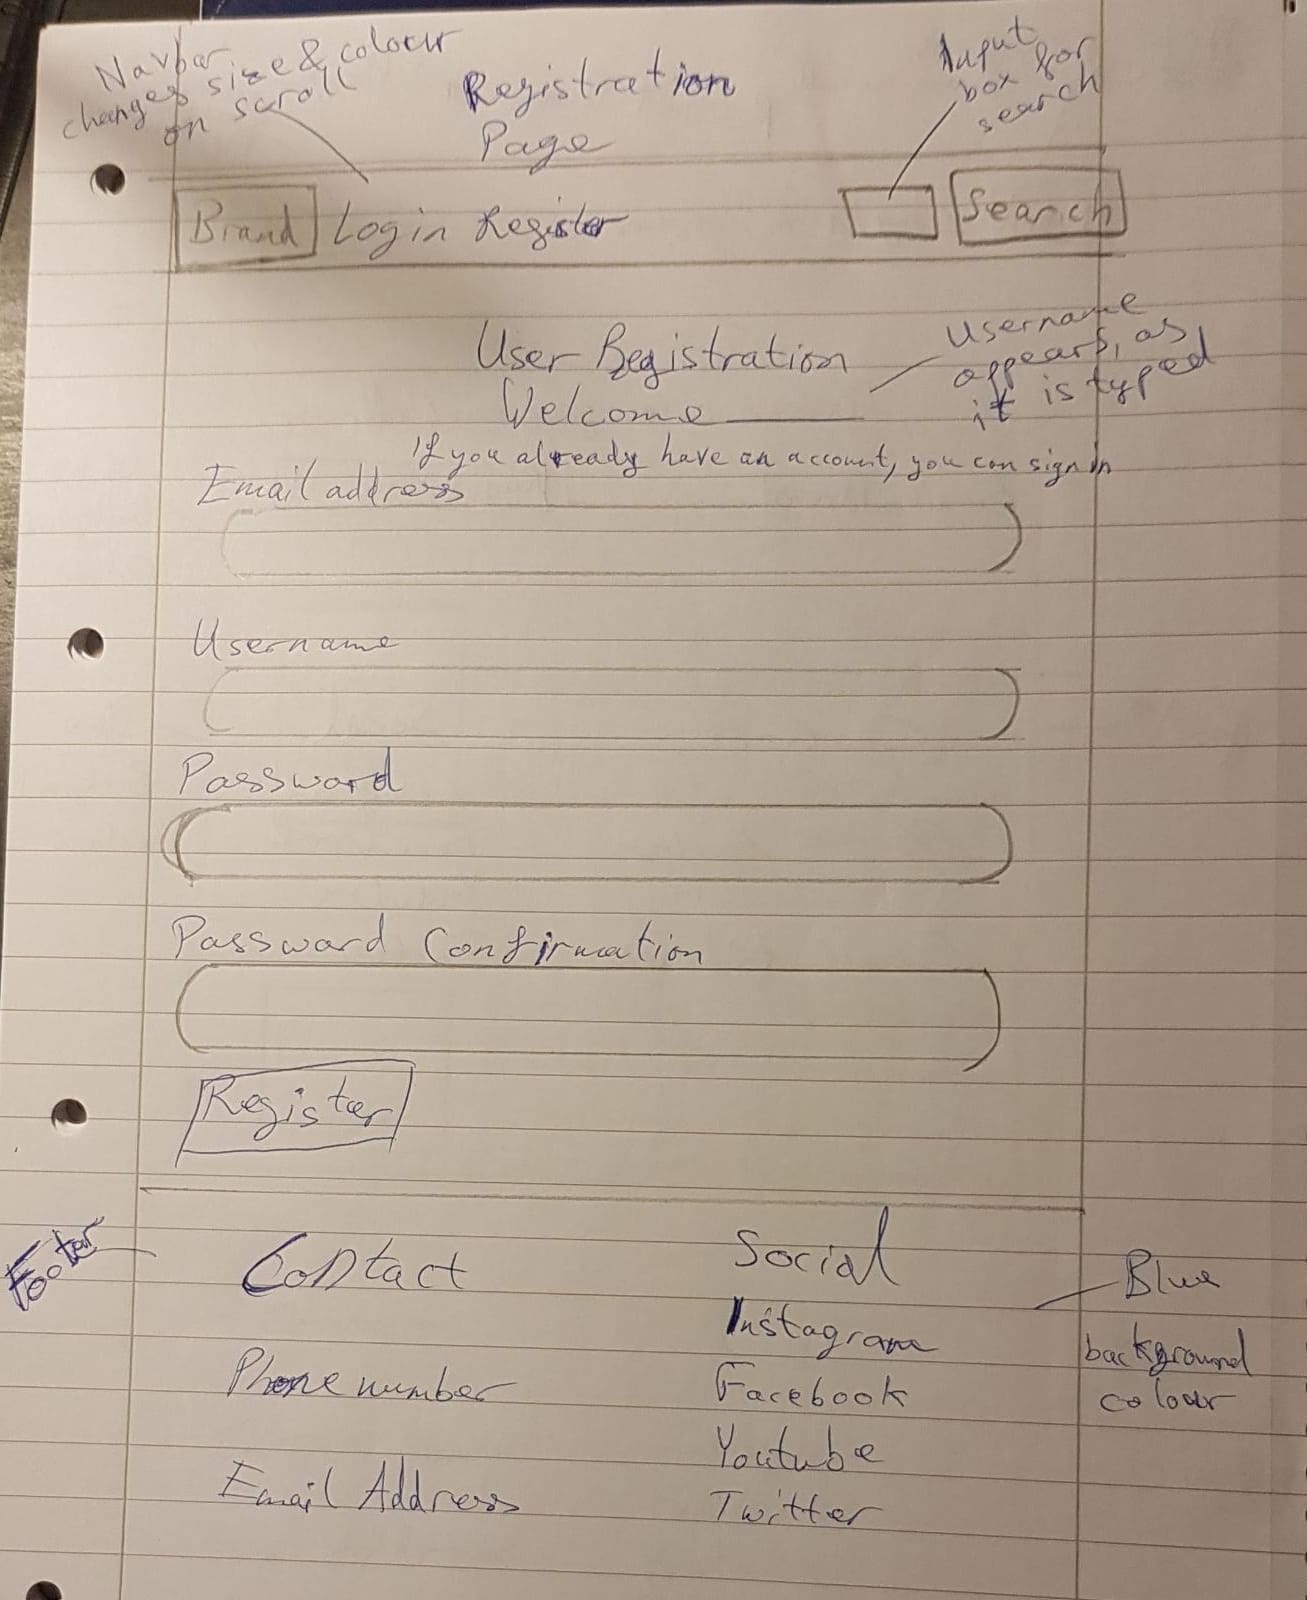 Navbar
changes size & colour
on scroll
Registration
Page
Input
box for
search
Brand Login Register Search
User Registration
Welcome
Username
appears, as
it is typed
If you already have an account, you can sign in
Email address
Username
Password
Password Confirmation
Register
Footer
Contact
Phone number
Email Address
Social
Instagram
Facebook
Youtube
Twitter
Blue
background
colour